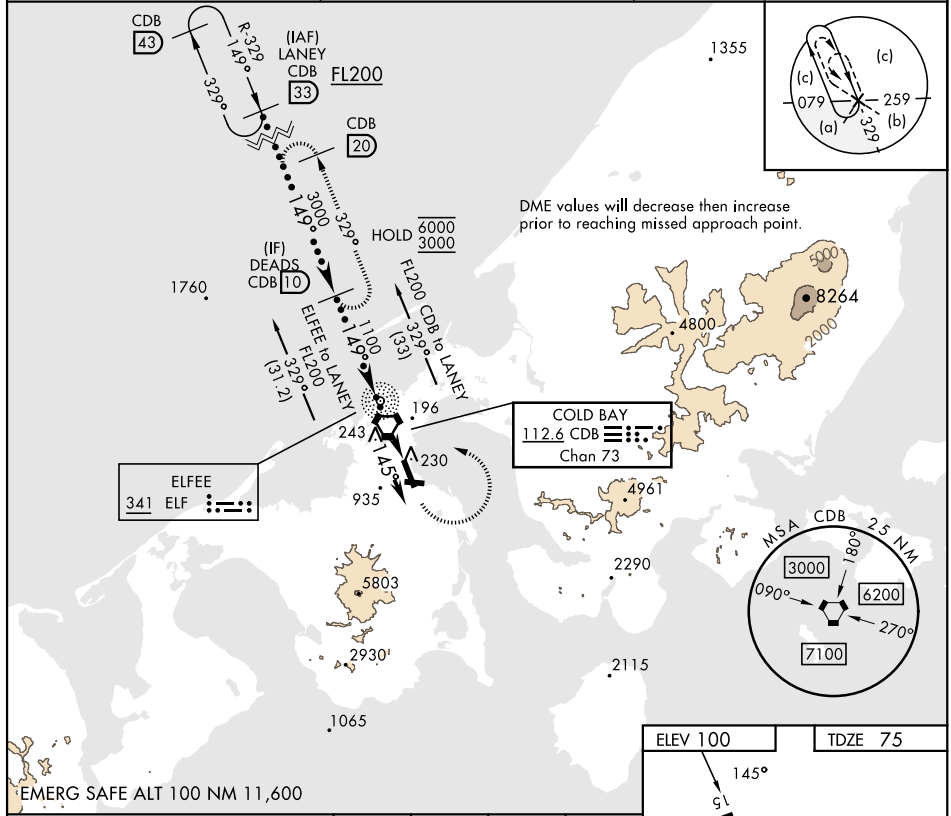 CDB
43
R-329
149°
329°
(IAF)
LANEY
CDB
33
FL200
CDB
20
3000
149°
329°
HOLD 6000
3000
(IF)
DEADS
CDB 10
1760
1355
DME values will decrease then increase
prior to reaching missed approach point.
(c)
(c)
079
259
(a)
(b)
329
5000
8264
2000
4800
ELFEE to LANEY
FL200
329°
(31.2)
1100
149°
FL200 CDB to LANEY
329°
(33)
196
243
145°
230
935
COLD BAY
112.6 CDB
Chan 73
ELFEE
341 ELF
4961
2290
5803
2930
2115
1065
MSA CDB 25 NM
180°
3000
090°
6200
270°
7100
EMERG SAFE ALT 100 NM 11,600
ELEV 100
TDZE 75
145°
15